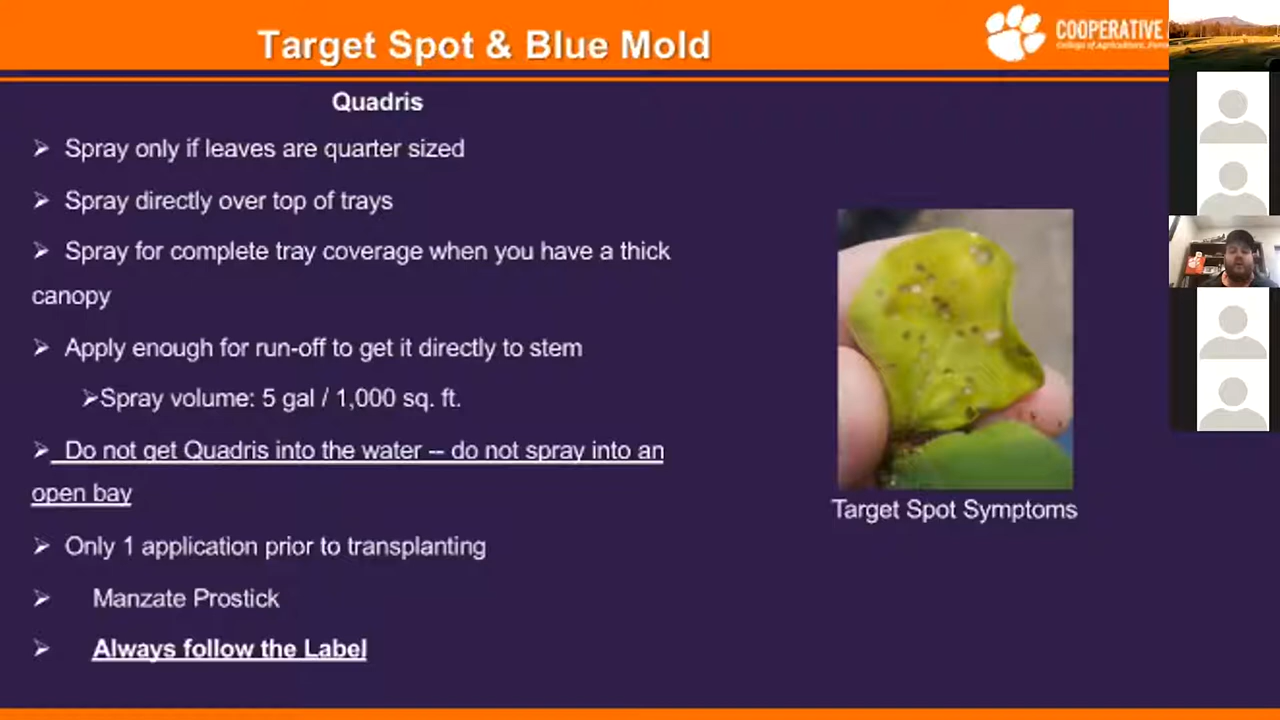 Target Spot & Blue Mold
COOPERATIVE
College of Agriculture,
Quadris
➢ Spray only if leaves are quarter sized
➢ Spray directly over top of trays
➢ Spray for complete tray coverage when you have a thick
canopy
➢ Apply enough for run-off to get it directly to stem
➢Spray volume: 5 gal / 1,000 sq. ft.
➢ Do not get Quadris into the water -- do not spray into an
open bay
➢ Only 1 application prior to transplanting
➢ Manzate Prostick
➢ Always follow the Label
Target Spot Symptoms